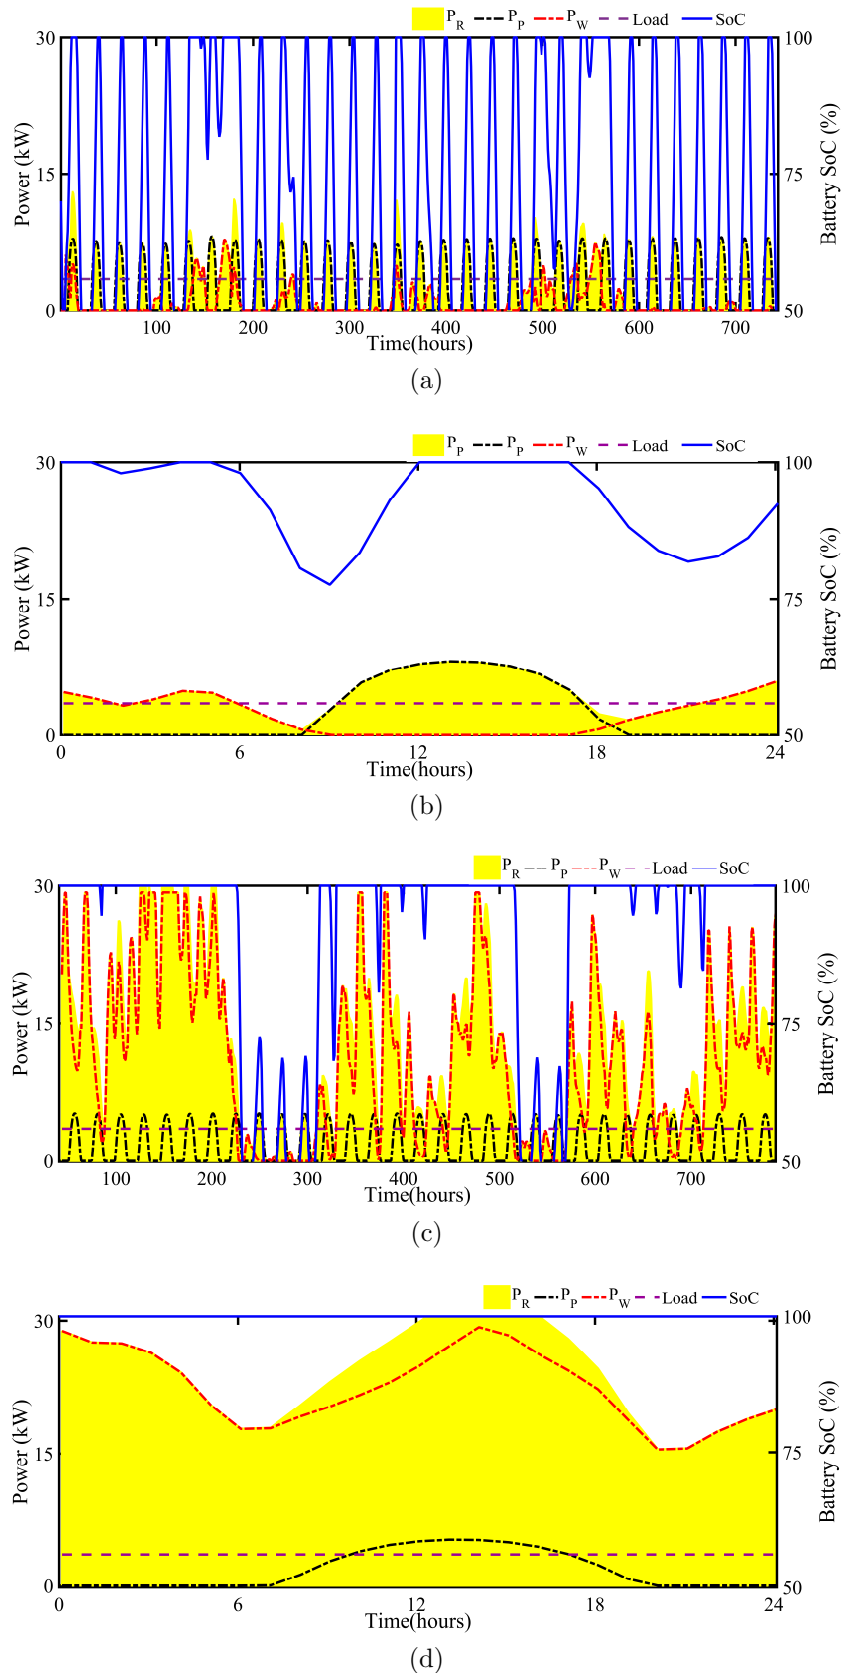 P_R P_P P_W Load SoC
30 100
15 75
0 50
100 200 300 400 500 600 700
Power (kW)
Battery SoC (%)
Time(hours)
(a)
P_P P_P P_W Load SoC
30 100
15 75
0 50
0 6 12 18 24
Power (kW)
Battery SoC (%)
Time(hours)
(b)
P_R P_P P_W Load SoC
30 100
15 75
0 50
100 200 300 400 500 600 700
Power (kW)
Battery SoC (%)
Time(hours)
(c)
P_R P_P P_W Load SoC
30 100
15 75
0 50
0 6 12 18 24
Power (kW)
Battery SoC (%)
Time(hours)
(d)